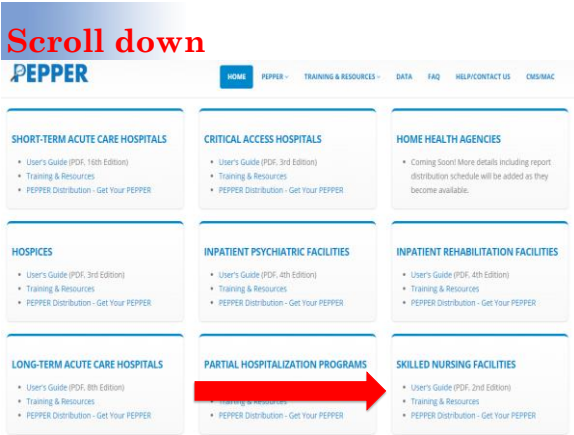 Scroll down
PEPPER
HOME PEPPER TRAINING & RESOURCES DATA FAQ HELP/CONTACT US CMS/MAC
SHORT-TERM ACUTE CARE HOSPITALS
• User's Guide (PDF, 16th Edition)
• Training & Resources
• PEPPER Distribution - Get Your PEPPER
CRITICAL ACCESS HOSPITALS
• User's Guide (PDF, 3rd Edition)
• Training & Resources
• PEPPER Distribution - Get Your PEPPER
HOME HEALTH AGENCIES
• Coming Soon! More details including report
distribution schedule will be added as they
become available.
HOSPICES
• User's Guide (PDF, 3rd Edition)
• Training & Resources
• PEPPER Distribution - Get Your PEPPER
INPATIENT PSYCHIATRIC FACILITIES
• User's Guide (PDF, 4th Edition)
• Training & Resources
• PEPPER Distribution - Get Your PEPPER
INPATIENT REHABILITATION FACILITIES
• User's Guide (PDF, 4th Edition)
• Training & Resources
• PEPPER Distribution - Get Your PEPPER
LONG-TERM ACUTE CARE HOSPITALS
• User's Guide (PDF, 8th Edition)
• Training & Resources
• PEPPER Distribution - Get Your PEPPER
PARTIAL HOSPITALIZATION PROGRAMS
• Training & Resources
• PEPPER Distribution - Get Your PEPPER
SKILLED NURSING FACILITIES
• User's Guide (PDF, 2nd Edition)
• Training & Resources
• PEPPER Distribution - Get Your PEPPER